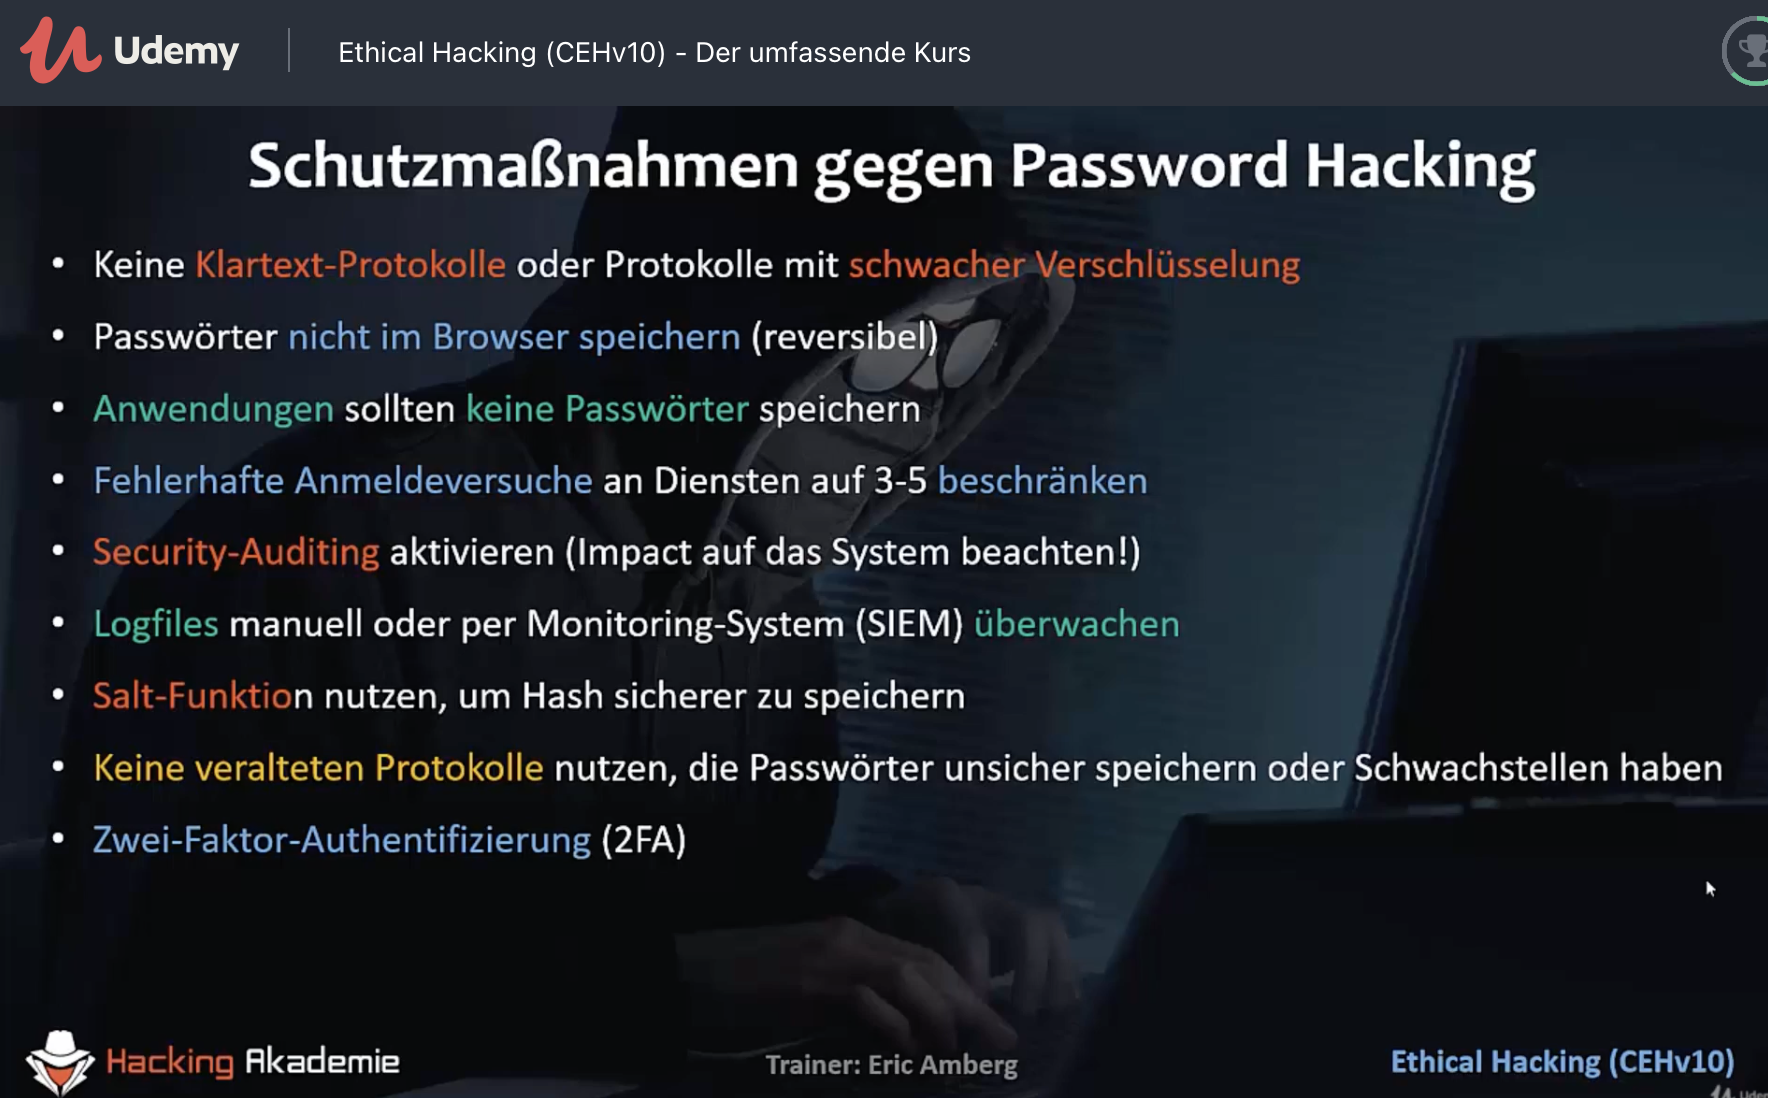 Udemy
Ethical Hacking (CEHv10) - Der umfassende Kurs
Schutzmaßnahmen gegen Password Hacking
• Keine Klartext-Protokolle oder Protokolle mit schwacher Verschlüsselung
• Passwörter nicht im Browser speichern (reversibel)
• Anwendungen sollten keine Passwörter speichern
• Fehlerhafte Anmeldeversuche an Diensten auf 3-5 beschränken
• Security-Auditing aktivieren (Impact auf das System beachten!)
• Logfiles manuell oder per Monitoring-System (SIEM) überwachen
• Salt-Funktion nutzen, um Hash sicherer zu speichern
• Keine veralteten Protokolle nutzen, die Passwörter unsicher speichern oder Schwachstellen haben
• Zwei-Faktor-Authentifizierung (2FA)
Hacking Akademie
Trainer: Eric Amberg
Ethical Hacking (CEHv10)